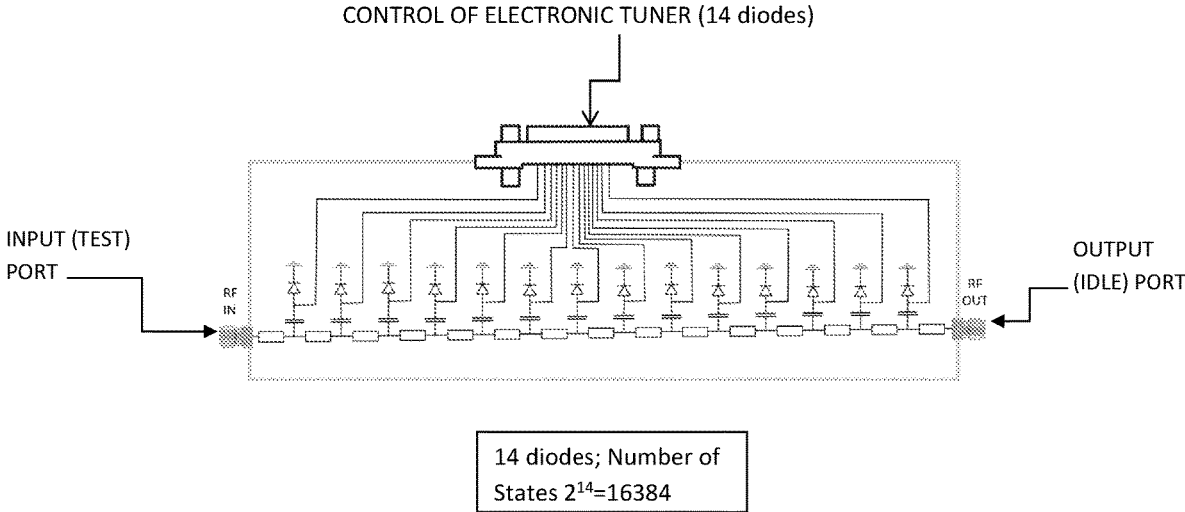 CONTROL OF ELECTRONIC TUNER (14 diodes)
INPUT (TEST)
PORT
RF
IN
RF
OUT
OUTPUT
(IDLE) PORT
14 diodes; Number of
States 2¹⁴=16384